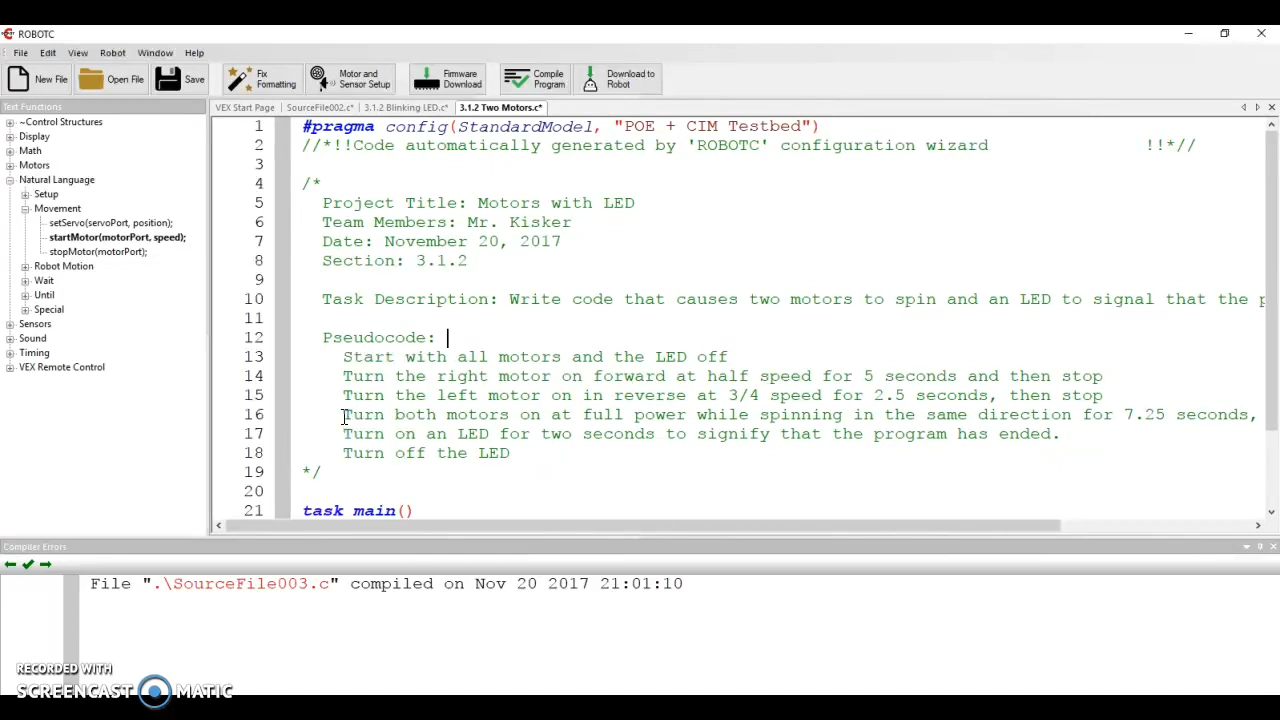 ROBOTC
File Edit View Robot Window Help
New File Open File Save Fix Formatting Motor and Sensor Setup Firmware Download Compile Program Download to Robot
Text Functions
VEX Start Page SourceFile002.c* 3.1.2 Blinking LED.c* 3.1.2 Two Motors.c*
~Control Structures
Display
Math
Motors
Natural Language
Setup
Movement
setServo(servoPort, position);
startMotor(motorPort, speed);
stopMotor(motorPort);
Robot Motion
Wait
Until
Special
Sensors
Sound
Timing
VEX Remote Control
1 #pragma config(StandardModel, "POE + CIM Testbed")
2 //*!!Code automatically generated by 'ROBOTC' configuration wizard !!*//
3
4 /*
5 Project Title: Motors with LED
6 Team Members: Mr. Kisker
7 Date: November 20, 2017
8 Section: 3.1.2
9
10 Task Description: Write code that causes two motors to spin and an LED to signal that the p
11
12 Pseudocode:
13 Start with all motors and the LED off
14 Turn the right motor on forward at half speed for 5 seconds and then stop
15 Turn the left motor on in reverse at 3/4 speed for 2.5 seconds, then stop
16 Turn both motors on at full power while spinning in the same direction for 7.25 seconds,
17 Turn on an LED for two seconds to signify that the program has ended.
18 Turn off the LED
19 */
20
21 task main()
Compiler Errors
File ".\SourceFile003.c" compiled on Nov 20 2017 21:01:10
RECORDED WITH
SCREENCAST MATIC